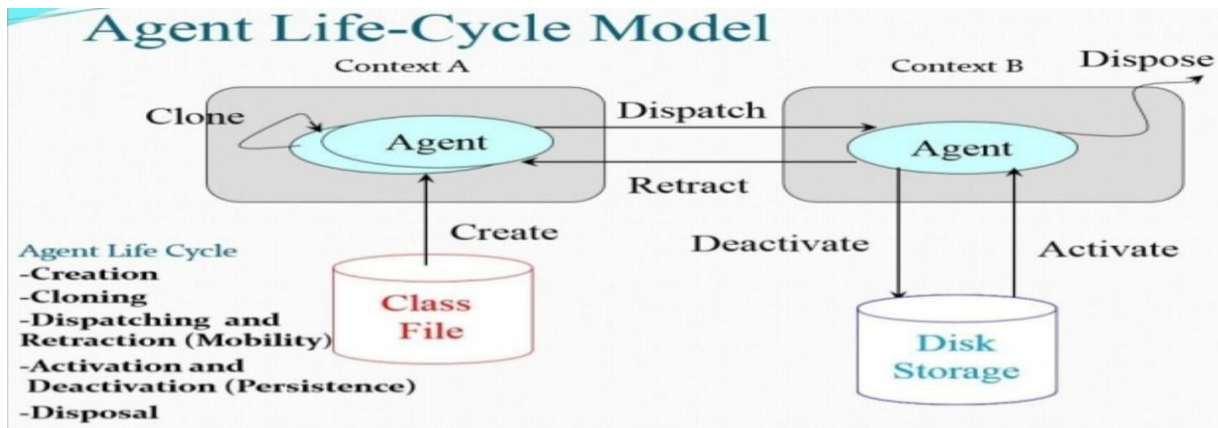 Agent Life-Cycle Model
Context A
Context B
Dispose
Clone
Agent
Dispatch
Agent
Retract
Create
Deactivate
Activate
Class
File
Disk
Storage
Agent Life Cycle
-Creation
-Cloning
-Dispatching and
Retraction (Mobility)
-Activation and
Deactivation (Persistence)
-Disposal